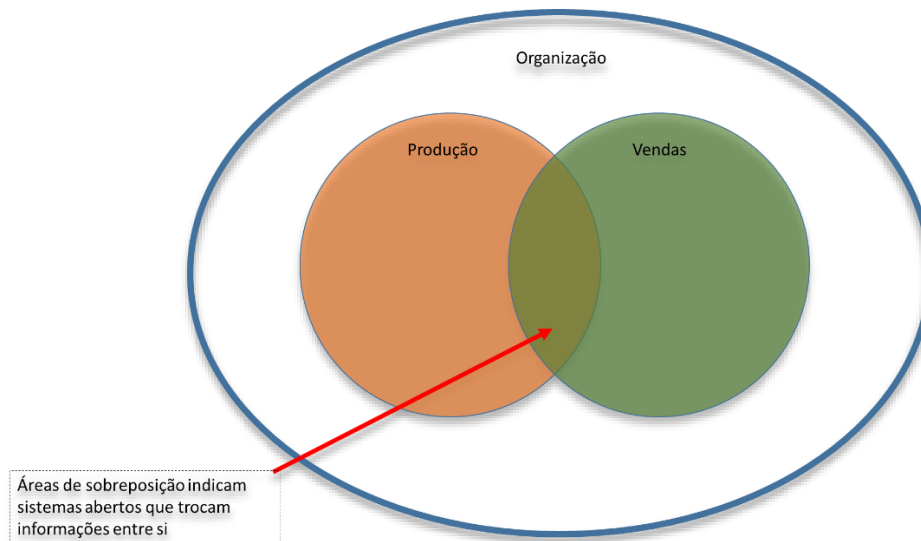 Organização
Produção
Vendas
Áreas de sobreposição indicam
sistemas abertos que trocam
informações entre si